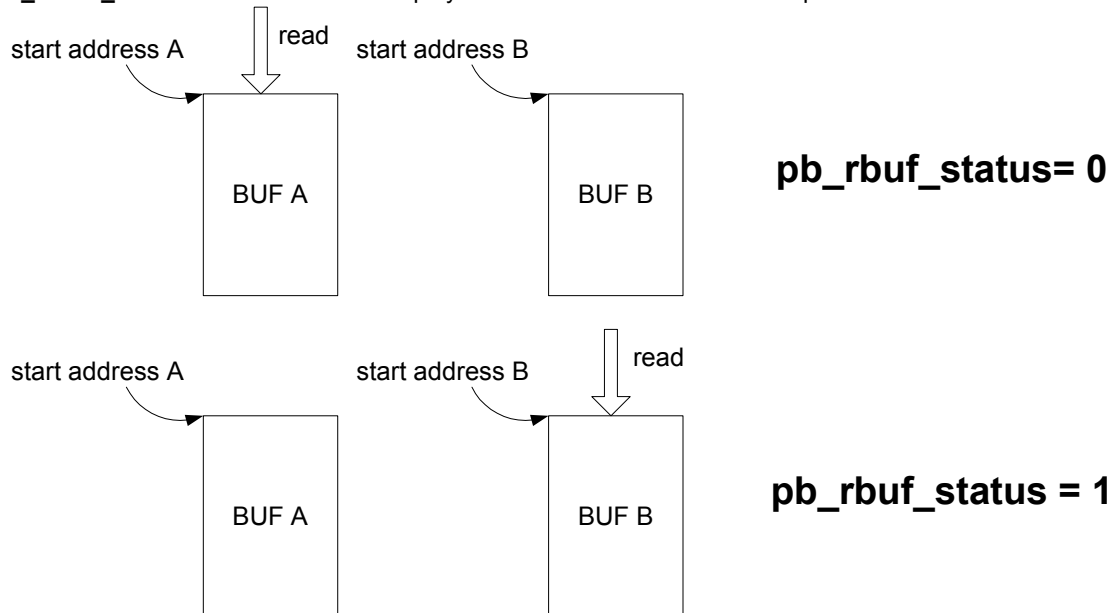 read
start address A start address B
BUF A BUF B
pb_rbuf_status= 0
read
start address A start address B
BUF A BUF B
pb_rbuf_status = 1